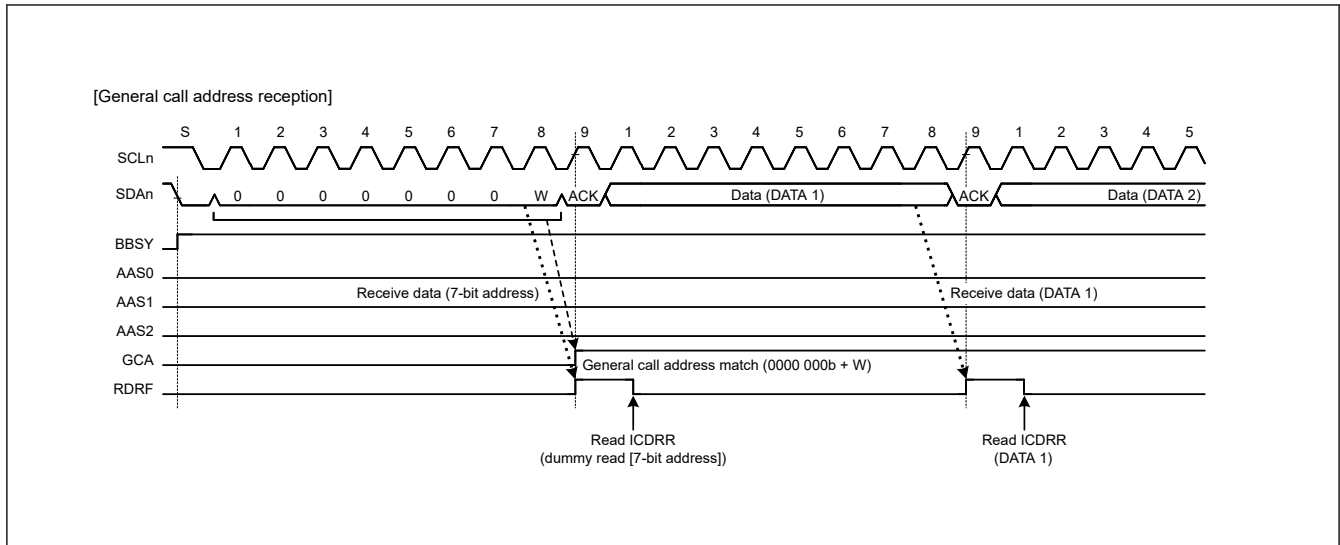 [General call address reception]
S 1 2 3 4 5 6 7 8 9 1 2 3 4 5 6 7 8 9 1 2 3 4 5
SCLn
SDAn 0 0 0 0 0 0 0 W ACK Data (DATA 1) ACK Data (DATA 2)
BBSY
AAS0
Receive data (7-bit address) Receive data (DATA 1)
AAS1
AAS2
GCA
General call address match (0000 000b + W)
RDRF
Read ICDRR Read ICDRR
(dummy read [7-bit address]) (DATA 1)